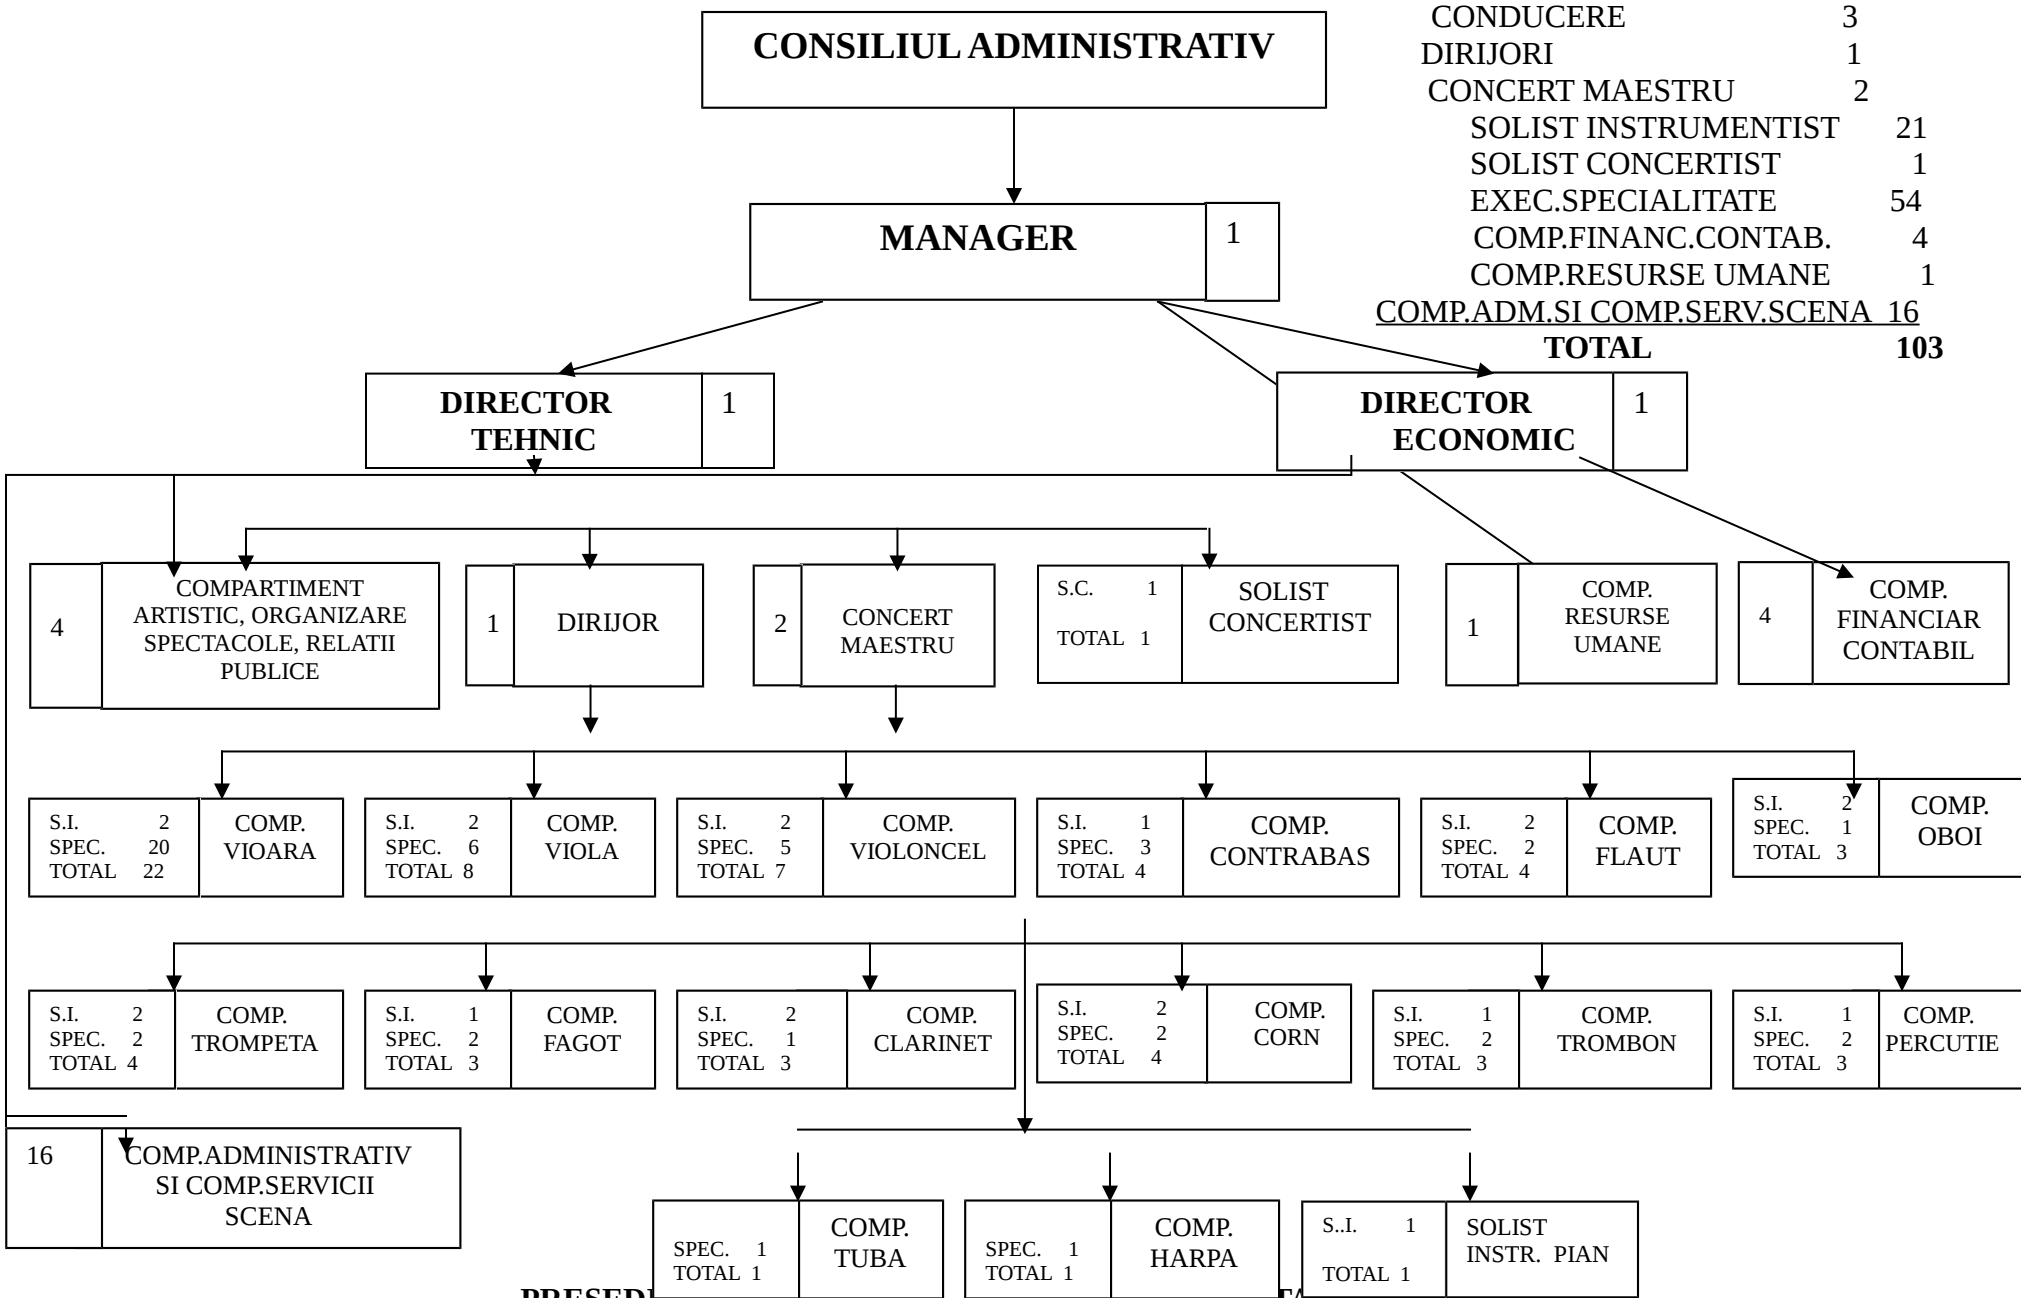 CONSILIUL ADMINISTRATIV
CONDUCERE 3
DIRIJORI 1
CONCERT MAESTRU 2
SOLIST INSTRUMENTIST 21
SOLIST CONCERTIST 1
EXEC.SPECIALITATE 54
COMP.FINANC.CONTAB. 4
COMP.RESURSE UMANE 1
COMP.ADM.SI COMP.SERV.SCENA 16
TOTAL 103
MANAGER 1
DIRECTOR 1
TEHNIC
DIRECTOR 1
ECONOMIC
4
COMPARTIMENT
ARTISTIC, ORGANIZARE
SPECTACOLE, RELATII
PUBLICE
1 DIRIJOR
2
CONCERT
MAESTRU
S.C. 1
TOTAL 1
SOLIST
CONCERTIST
1
COMP.
RESURSE
UMANE
4
COMP.
FINANCIAR
CONTABIL
S.I. 2
SPEC. 20
TOTAL 22
COMP.
VIOARA
S.I. 2
SPEC. 6
TOTAL 8
COMP.
VIOLA
S.I. 2
SPEC. 5
TOTAL 7
COMP.
VIOLONCEL
S.I. 1
SPEC. 3
TOTAL 4
COMP.
CONTRABAS
S.I. 2
SPEC. 2
TOTAL 4
COMP.
FLAUT
S.I. 2
SPEC. 1
TOTAL 3
COMP.
OBOI
S.I. 2
SPEC. 2
TOTAL 4
COMP.
TROMPETA
S.I. 1
SPEC. 2
TOTAL 3
COMP.
FAGOT
S.I. 2
SPEC. 1
TOTAL 3
COMP.
CLARINET
S.I. 2
SPEC. 2
TOTAL 4
COMP.
CORN
S.I. 1
SPEC. 2
TOTAL 3
COMP.
TROMBON
S.I. 1
SPEC. 2
TOTAL 3
COMP.
PERCUTIE
16
COMP.ADMINISTRATIV
SI COMP.SERVICII
SCENA
SPEC. 1
TOTAL 1
COMP.
TUBA
SPEC. 1
TOTAL 1
COMP.
HARPA
S..I. 1
TOTAL 1
SOLIST
INSTR. PIAN